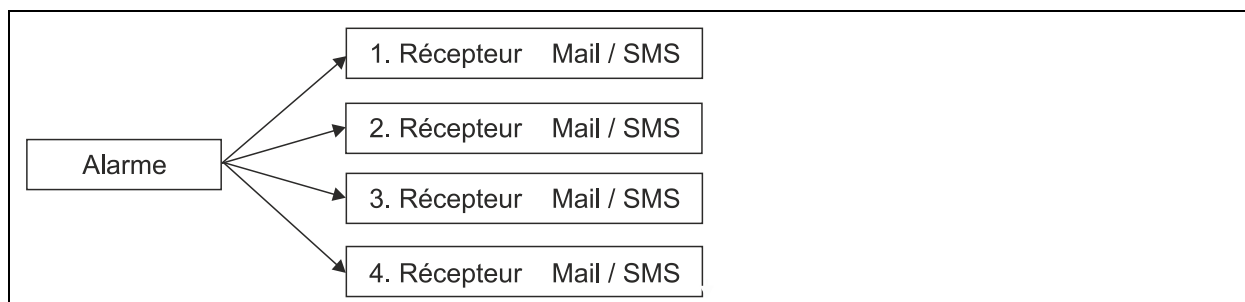 1. Récepteur Mail / SMS
2. Récepteur Mail / SMS
Alarme
3. Récepteur Mail / SMS
4. Récepteur Mail / SMS